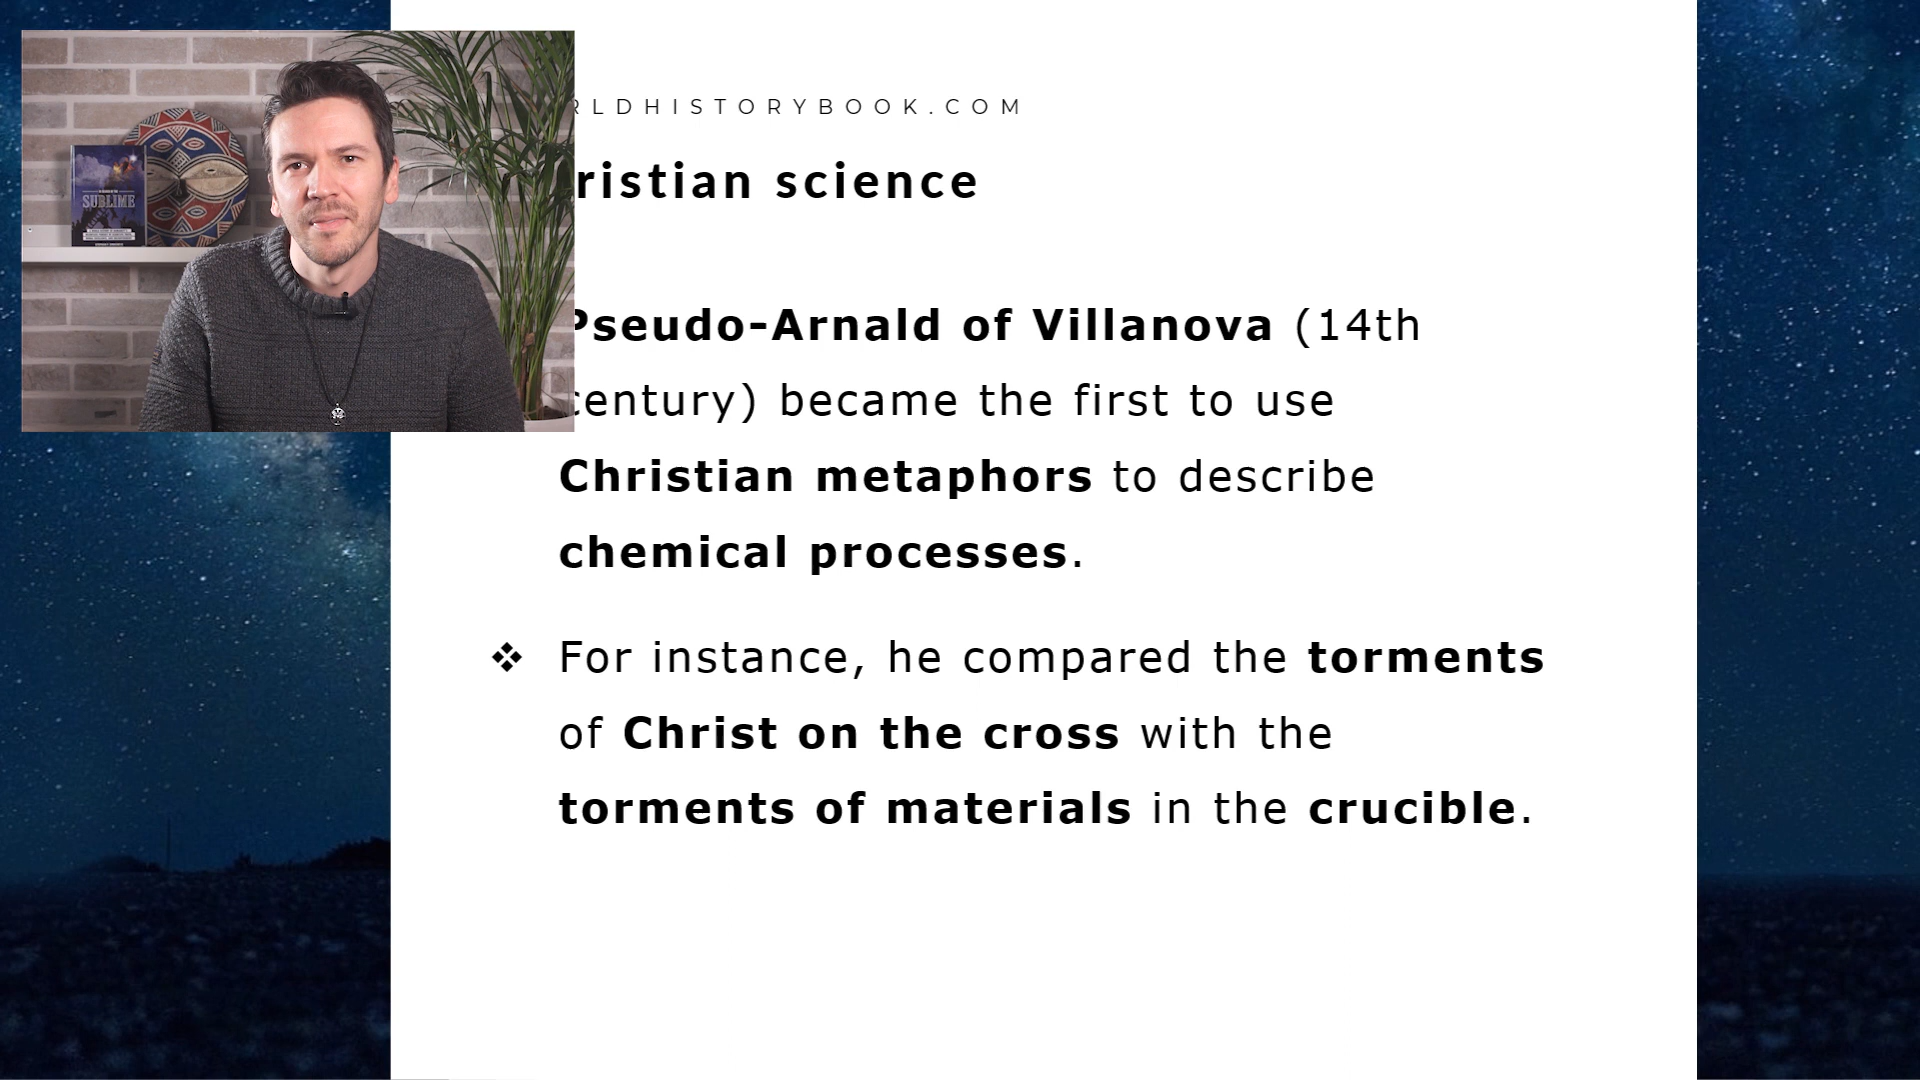 RLDHISTORYBOOK.COM
ristian science
Pseudo-Arnald of Villanova (14th
century) became the first to use
Christian metaphors to describe
chemical processes.
❖ For instance, he compared the torments
of Christ on the cross with the
torments of materials in the crucible.
SUBLIME